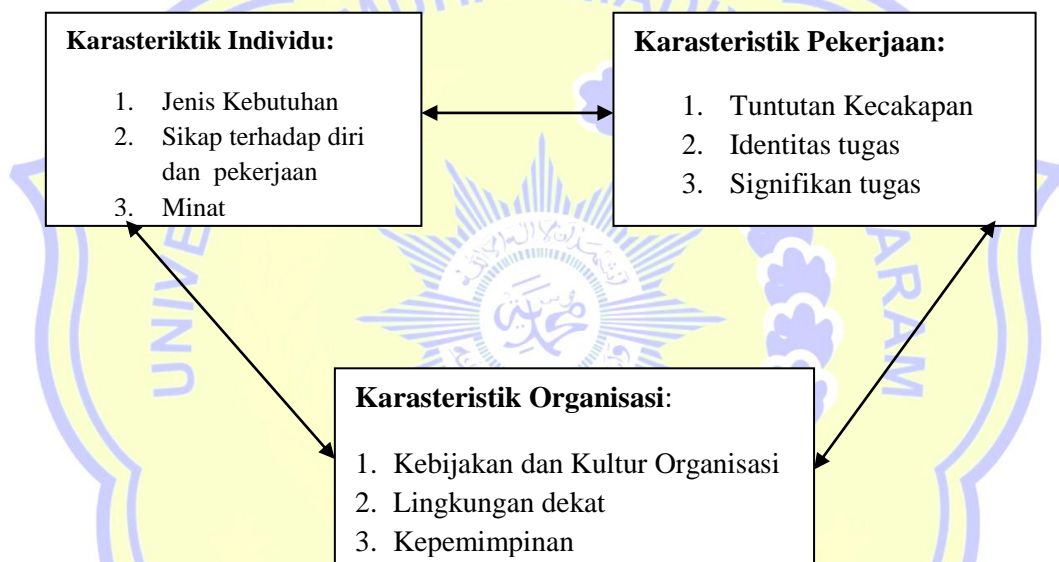 Karasteriktik Individu:
1. Jenis Kebutuhan
2. Sikap terhadap diri
dan pekerjaan
3. Minat
Karasteristik Pekerjaan:
1. Tuntutan Kecakapan
2. Identitas tugas
3. Signifikan tugas
Karasteristik Organisasi:
1. Kebijakan dan Kultur Organisasi
2. Lingkungan dekat
3. Kepemimpinan